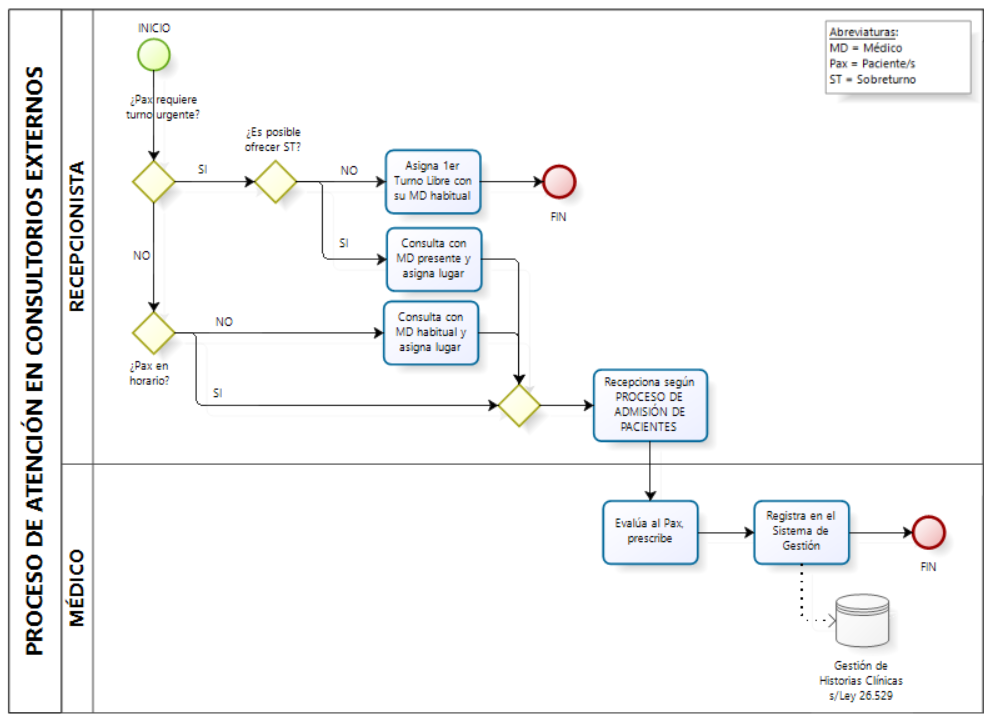 PROCESO DE ATENCIÓN EN CONSULTORIOS EXTERNOS
RECEPCIONISTA
INICIO
Abreviaturas:
MD = Médico
Pax = Paciente/s
ST = Sobreturno
¿Pax requiere
turno urgente?
¿Es posible
ofrecer ST?
SI
NO
Asigna 1er
Turno Libre con
su MD habitual
FIN
SI
Consulta con
MD presente y
asigna lugar
NO
NO
Consulta con
MD habitual y
asigna lugar
¿Pax en
horario?
SI
Recepciona según
PROCESO DE
ADMISIÓN DE
PACIENTES
MÉDICO
Evalúa al Pax,
prescribe
Registra en el
Sistema de
Gestión
FIN
Gestión de
Historias Clínicas
s/Ley 26.529